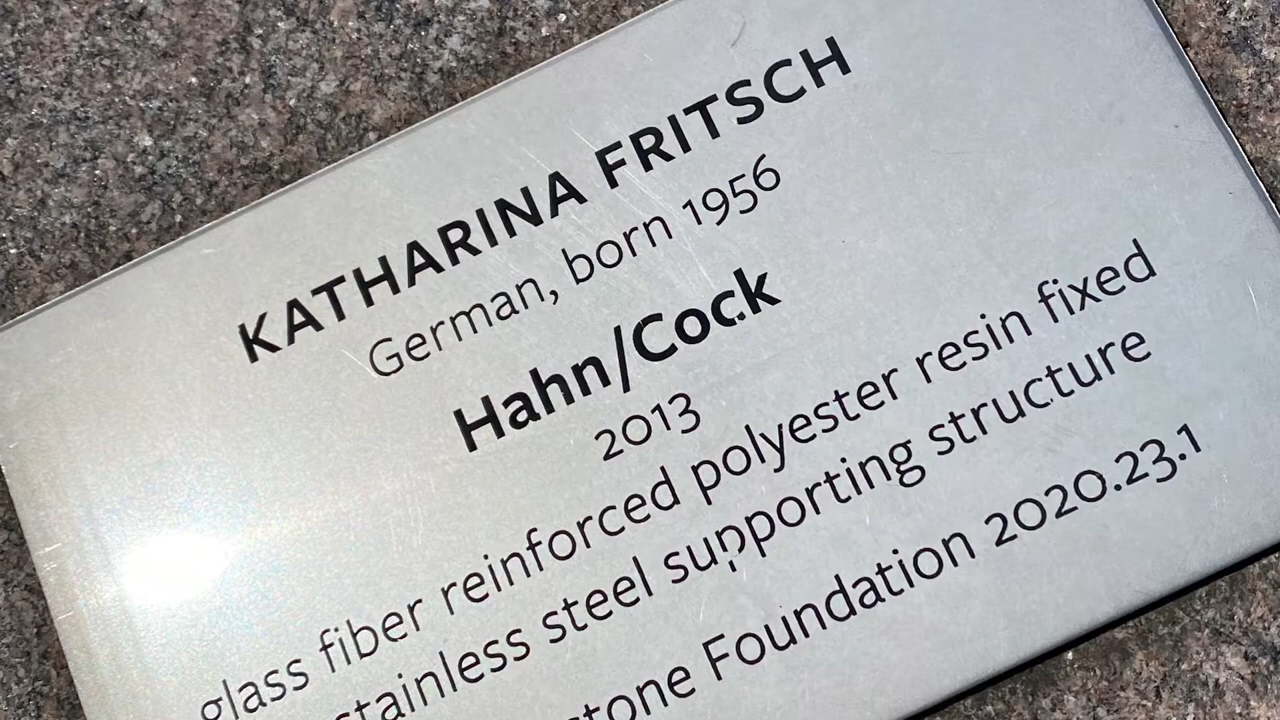 KATHARINA FRITSCH
German, born 1956
Hahn/Cock
2013
glass fiber reinforced polyester resin fixed
stainless steel supporting structure
Foundation 2020.23.1